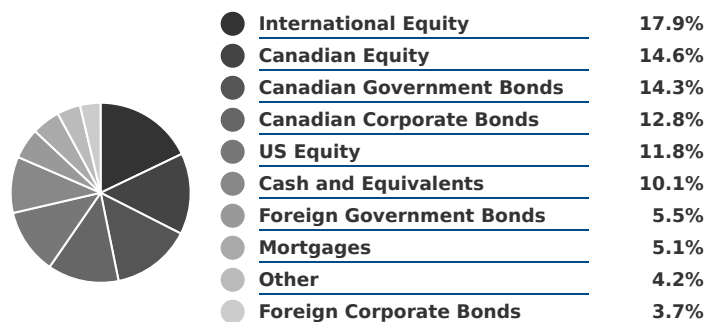 International Equity 17.9%
Canadian Equity 14.6%
Canadian Government Bonds 14.3%
Canadian Corporate Bonds 12.8%
US Equity 11.8%
Cash and Equivalents 10.1%
Foreign Government Bonds 5.5%
Mortgages 5.1%
Other 4.2%
Foreign Corporate Bonds 3.7%